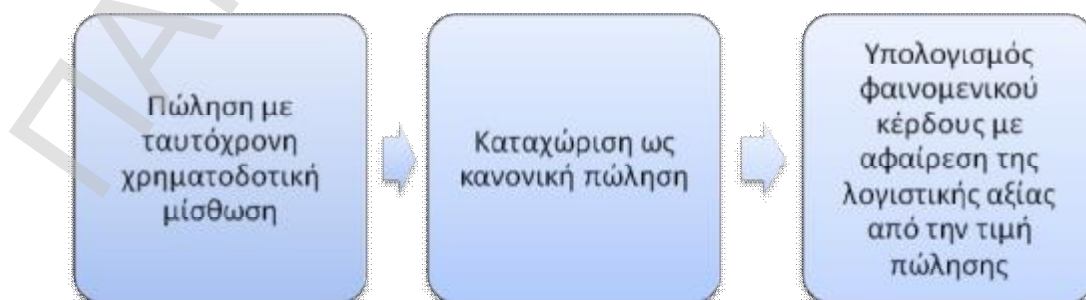 Πώληση με
ταυτόχρονη
χρηματοδοτική
μίσθωση
Καταχώριση ως
κανονική πώληση
Υπολογισμός
φαινομενικού
κέρδους με
αφαίρεση της
λογιστικής αξίας
από την τιμή
πώλησης